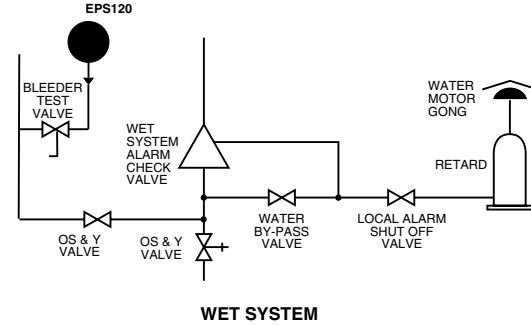 EPS120
BLEEDER
TEST
VALVE
WET
SYSTEM
ALARM
CHECK
VALVE
WATER
MOTOR
GONG
RETARD
OS & Y
VALVE
OS & Y
VALVE
WATER
BY-PASS
VALVE
LOCAL ALARM
SHUT OFF
VALVE
WET SYSTEM